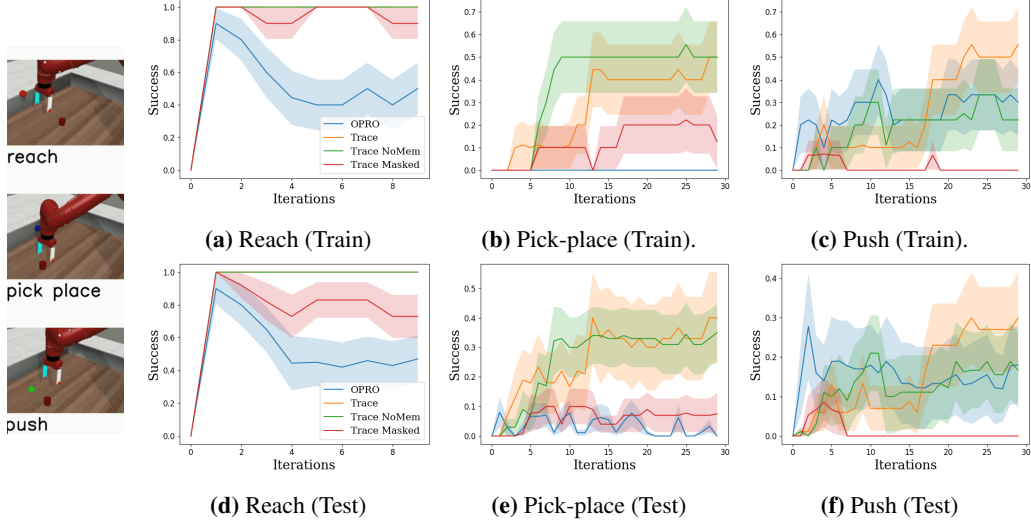 reach
pick place
push
Success
1.0
0.8
0.6
0.4
0.2
0.0
0
2
4
6
8
Iterations
OPRO
Trace
Trace NoMem
Trace Masked
(a) Reach (Train)
Success
0.7
0.6
0.5
0.4
0.3
0.2
0.1
0.0
0
5
10
15
20
25
30
Iterations
(b) Pick-place (Train).
Success
0.7
0.6
0.5
0.4
0.3
0.2
0.1
0.0
0
5
10
15
20
25
30
Iterations
(c) Push (Train).
Success
1.0
0.8
0.6
0.4
0.2
0.0
0
2
4
6
8
Iterations
OPRO
Trace
Trace NoMem
Trace Masked
(d) Reach (Test)
Success
0.5
0.4
0.3
0.2
0.1
0.0
0
5
10
15
20
25
30
Iterations
(e) Pick-place (Test)
Success
0.4
0.3
0.2
0.1
0.0
0
5
10
15
20
25
30
Iterations
(f) Push (Test)